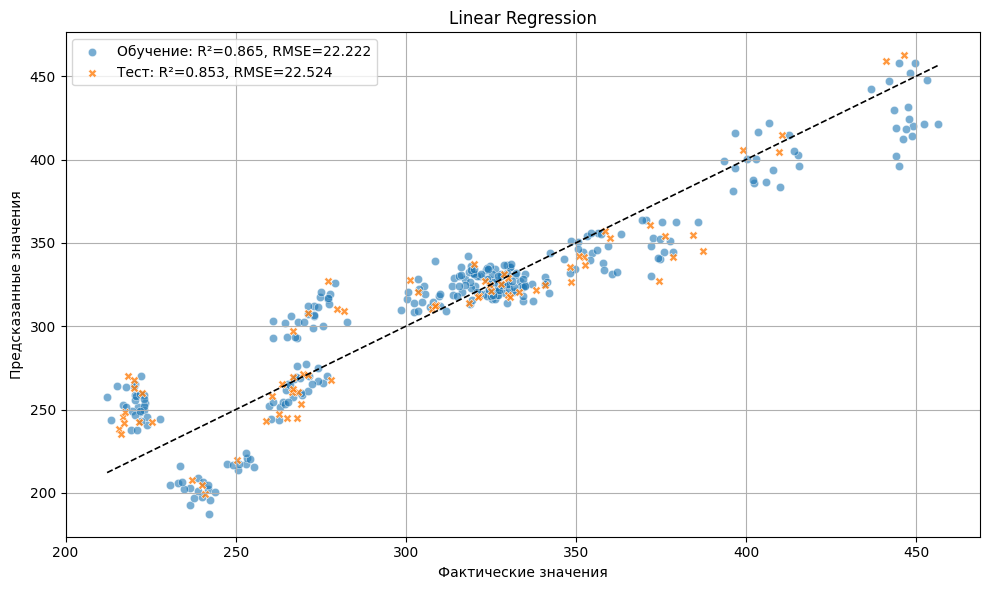 Linear Regression
Обучение: R²=0.865, RMSE=22.222
Тест: R²=0.853, RMSE=22.524
Предсказанные значения
450
400
350
300
250
200
200
250
300
350
400
450
Фактические значения